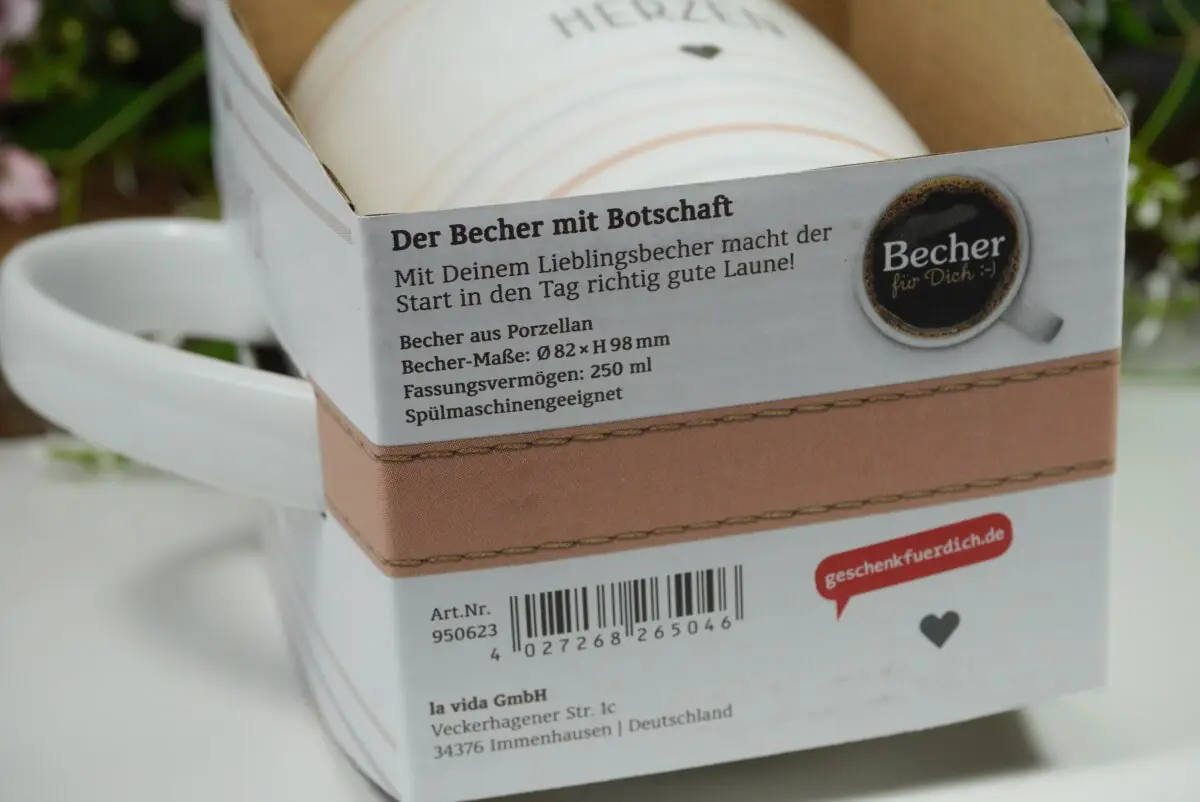 HERZEN
Der Becher mit Botschaft
Mit Deinem Lieblingsbecher macht der
Start in den Tag richtig gute Laune!
Becher aus Porzellan
Becher-Maße: Ø 82 × H 98 mm
Fassungsvermögen: 250 ml
Spülmaschinengeeignet
Becher
für Dich :-)
geschenkfuerdich.de
Art.Nr.
950623
4 027268 265046
la vida GmbH
Veckerhagener Str. 1c
34376 Immenhausen | Deutschland